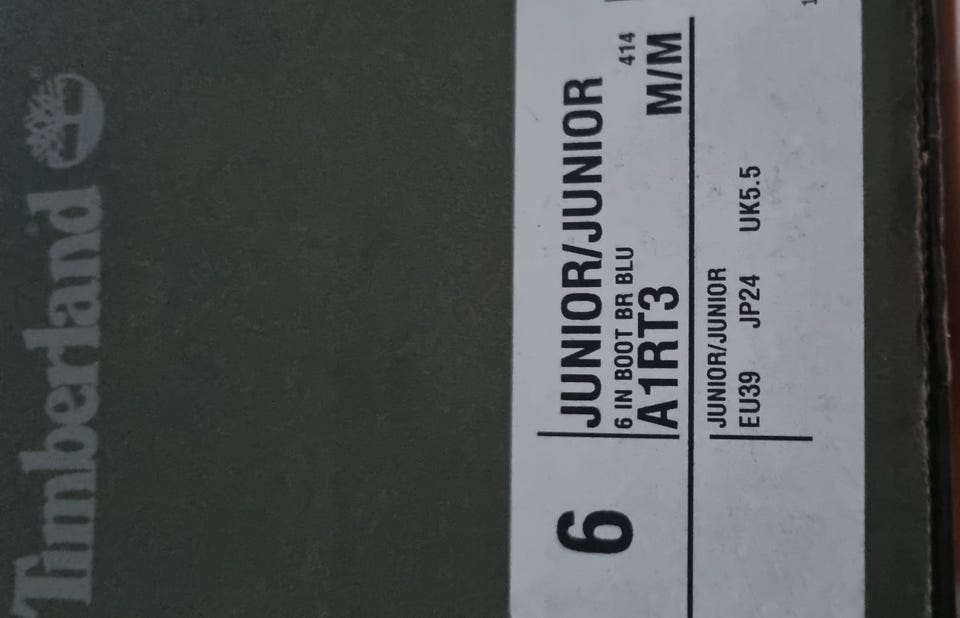 Timberland
6
JUNIOR/JUNIOR
6 IN BOOT BR BLU 414
A1RT3 M/M
JUNIOR/JUNIOR
EU39 JP24 UK5.5